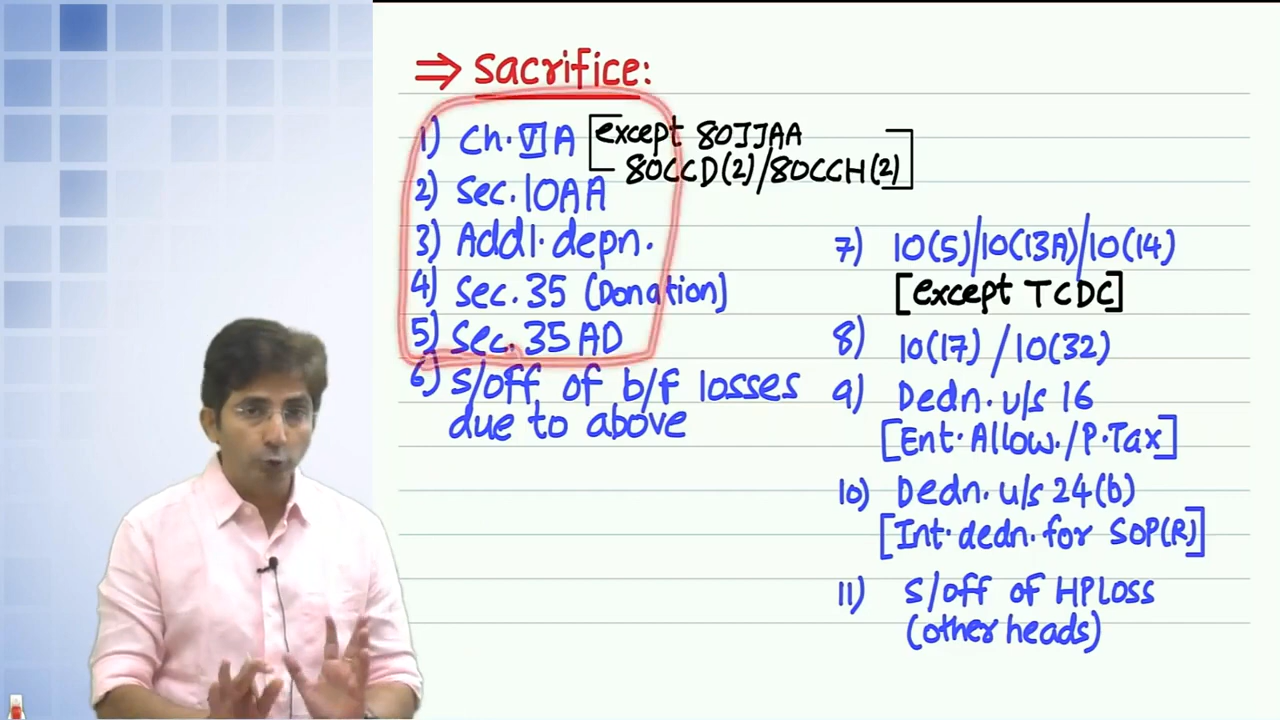 ⇒ Sacrifice:
1) Ch. VI A [except 80JJAA
80CCD(2)/80CCH(2)]
2) Sec. 10AA
3) Addl. depn.
4) Sec. 35 (Donation)
5) Sec. 35 AD
6) S/off of b/f losses
due to above
7) 10(5)/10(13A)/10(14)
[except TCDC]
8) 10(17) / 10(32)
9) Dedn. u/s 16
[Ent. Allow./P.Tax]
10) Dedn. u/s 24(b)
[Int. dedn. for SOP(R)]
11) S/off of HP LOSS
(other heads)